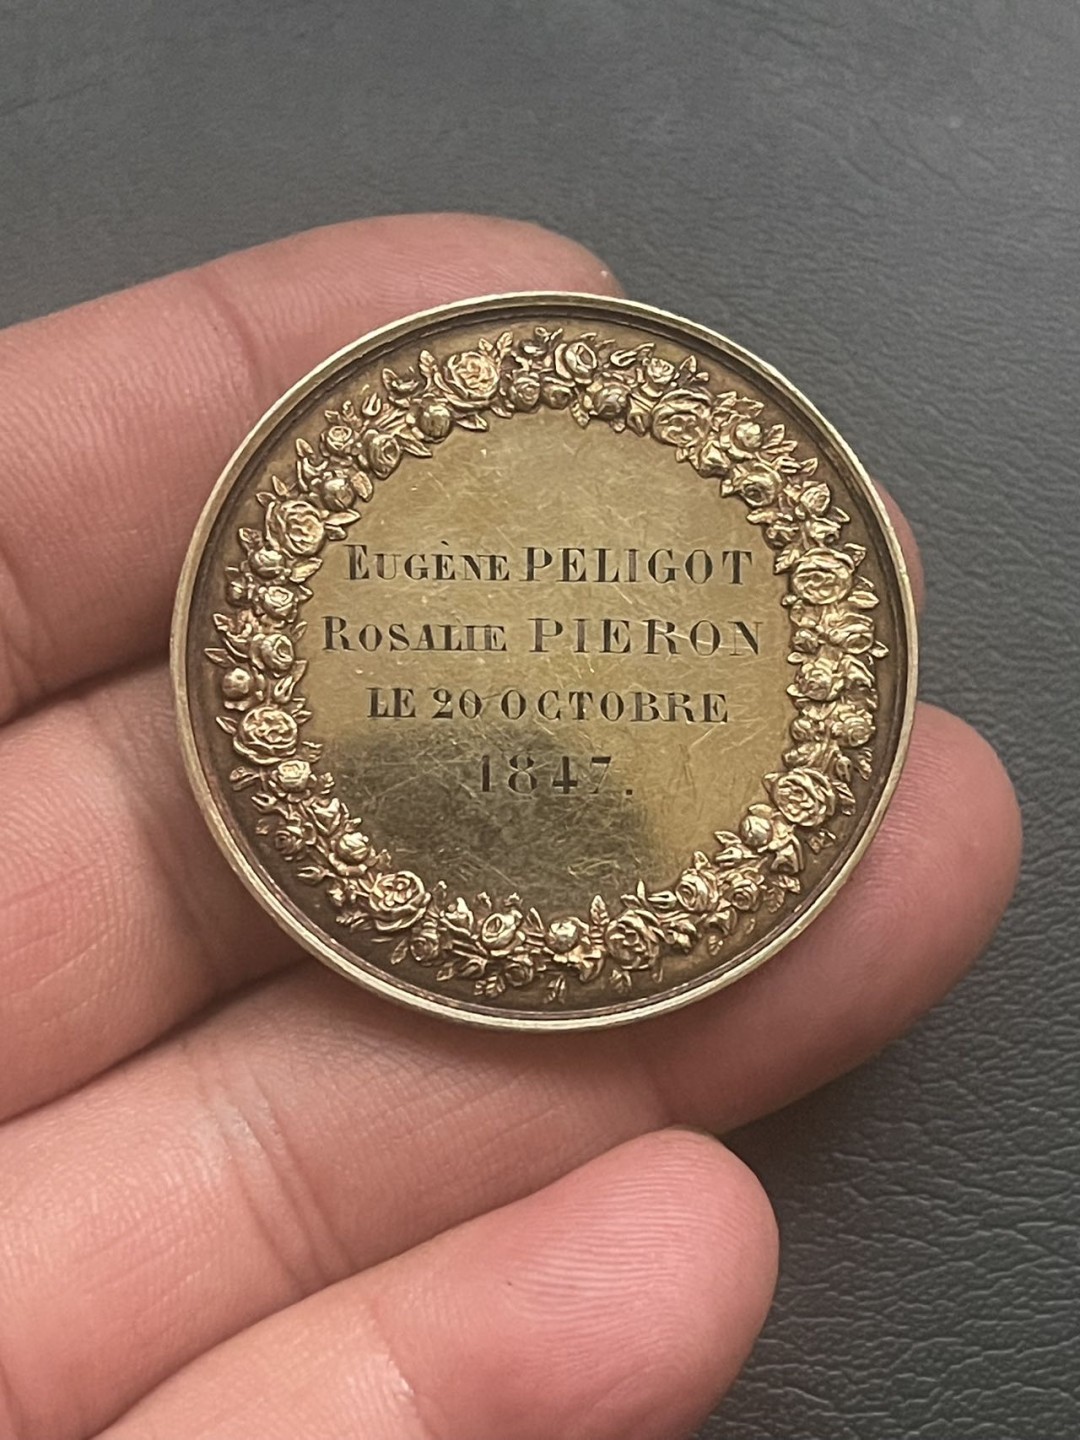 EUGÈNE PELIGOT
ROSALIE PIERON
LE 20 OCTOBRE
1847.